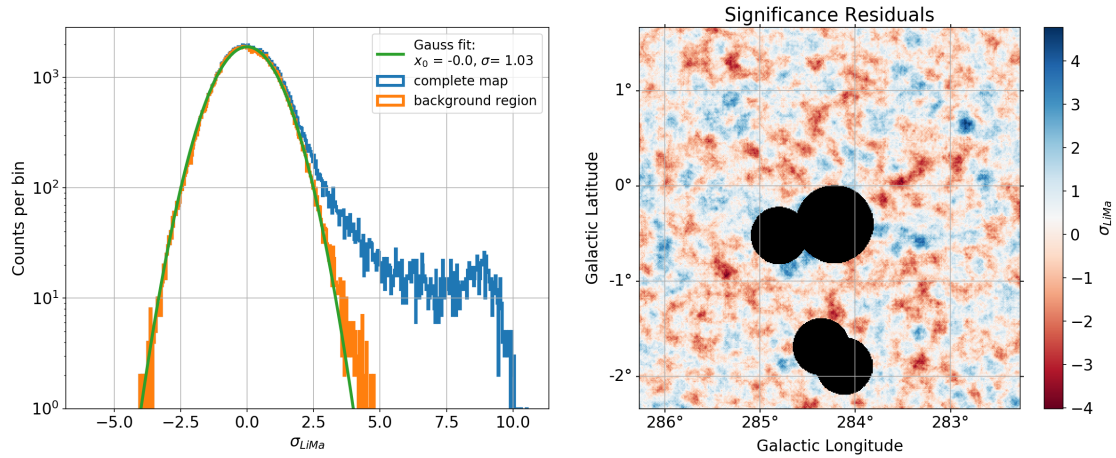 Gauss fit:
x₀ = -0.0, σ= 1.03
complete map
background region
10³
10²
10¹
10⁰
−5.0
−2.5
0.0
2.5
5.0
7.5
10.0
Counts per bin
σLiMa
Significance Residuals
1°
0°
-1°
-2°
286°
285°
284°
283°
Galactic Latitude
Galactic Longitude
4
3
2
1
0
−1
−2
−3
−4
σLiMa